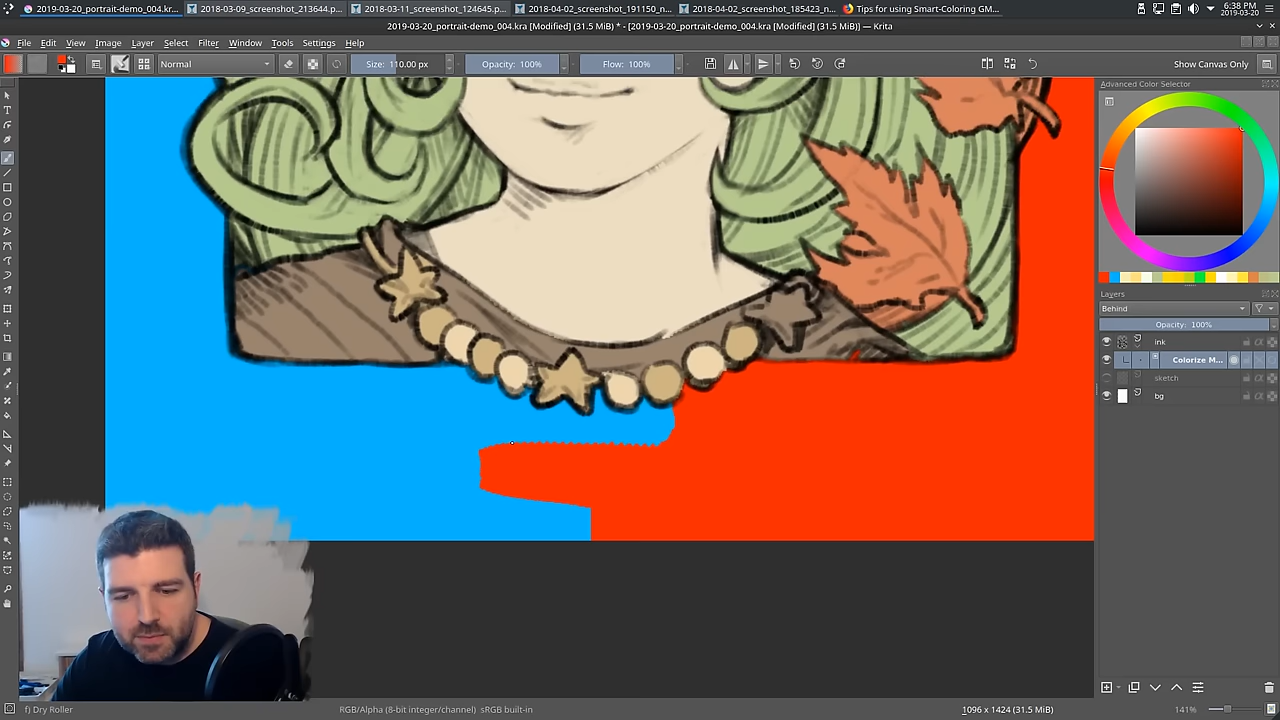 2019-03-20_portrait-demo_004.kr...
2018-03-09_screenshot_213644.p...
2018-03-11_screenshot_124645.p...
2018-04-02_screenshot_191150_n...
2018-04-02_screenshot_185423_n...
Tips for using Smart-Coloring GM...
6:38 PM
2019-03-20
2019-03-20_portrait-demo_004.kra [Modified] (31.5 MiB) * - [2019-03-20_portrait-demo_004.kra [Modified] (31.5 MiB)] — Krita
File Edit View Image Layer Select Filter Window Tools Settings Help
Normal
Size: 110.00 px
Opacity: 100%
Flow: 100%
Show Canvas Only
Advanced Color Selector
Layers
Behind
Opacity: 100%
ink
Colorize M...
sketch
bg
f) Dry Roller
RGB/Alpha (8-bit integer/channel) sRGB built-in
1096 x 1424 (31.5 MiB)
141%